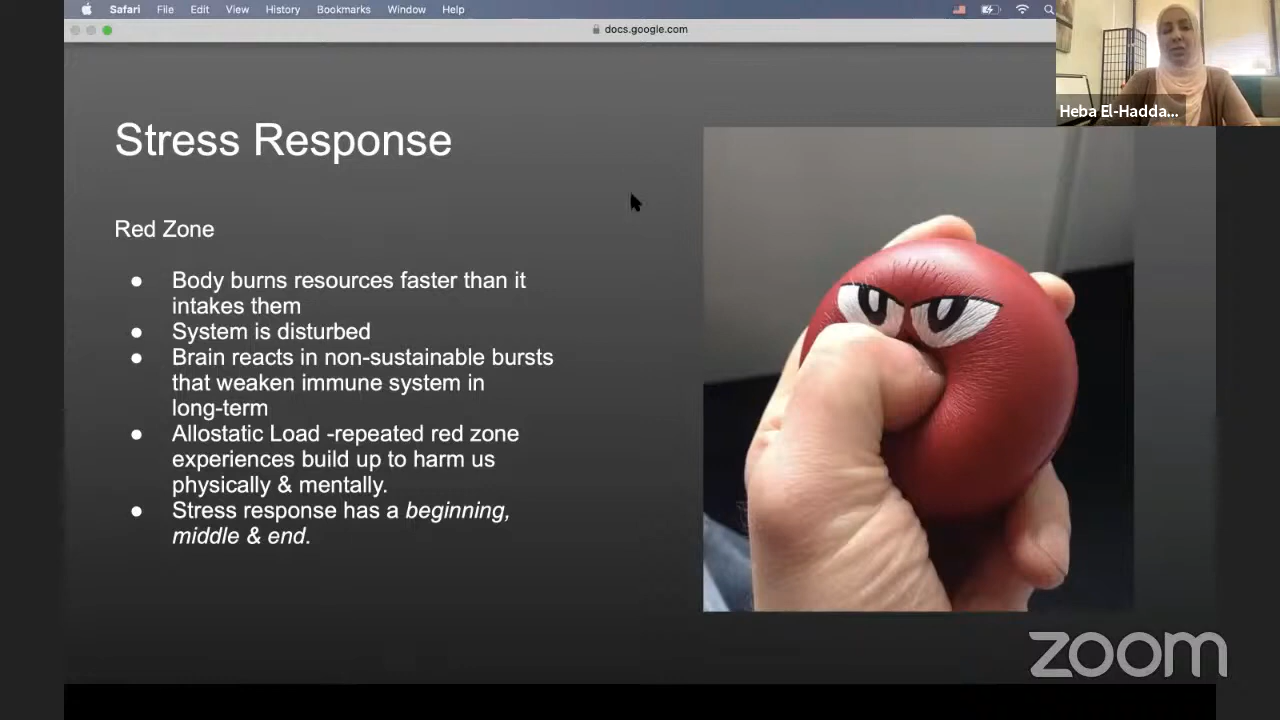 Safari File Edit View History Bookmarks Window Help
docs.google.com
Heba El-Hadda...
Stress Response
Red Zone
● Body burns resources faster than it
intakes them
● System is disturbed
● Brain reacts in non-sustainable bursts
that weaken immune system in
long-term
● Allostatic Load -repeated red zone
experiences build up to harm us
physically & mentally.
● Stress response has a beginning,
middle & end.
zoom